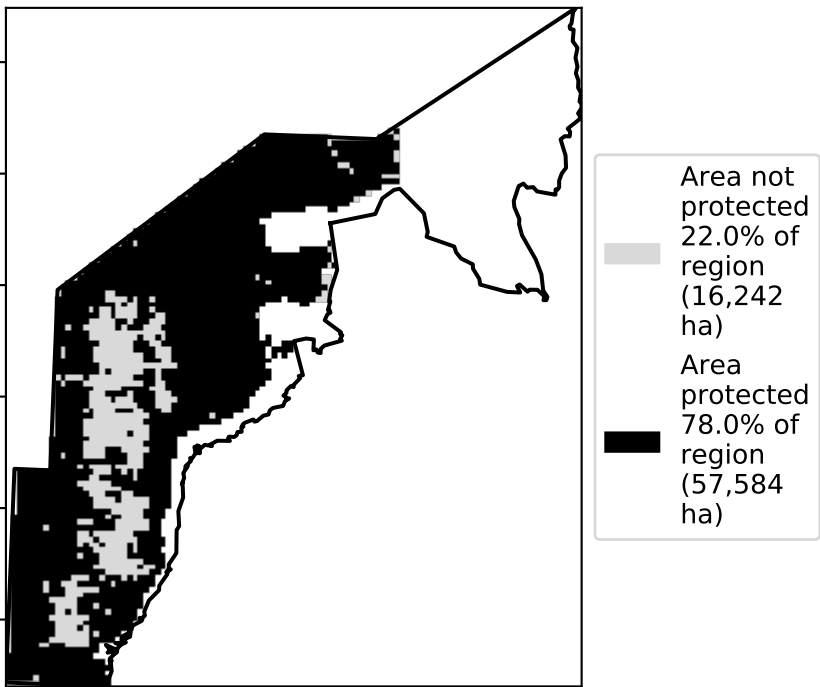 Area not
protected
22.0% of
region
(16,242
ha)
Area
protected
78.0% of
region
(57,584
ha)